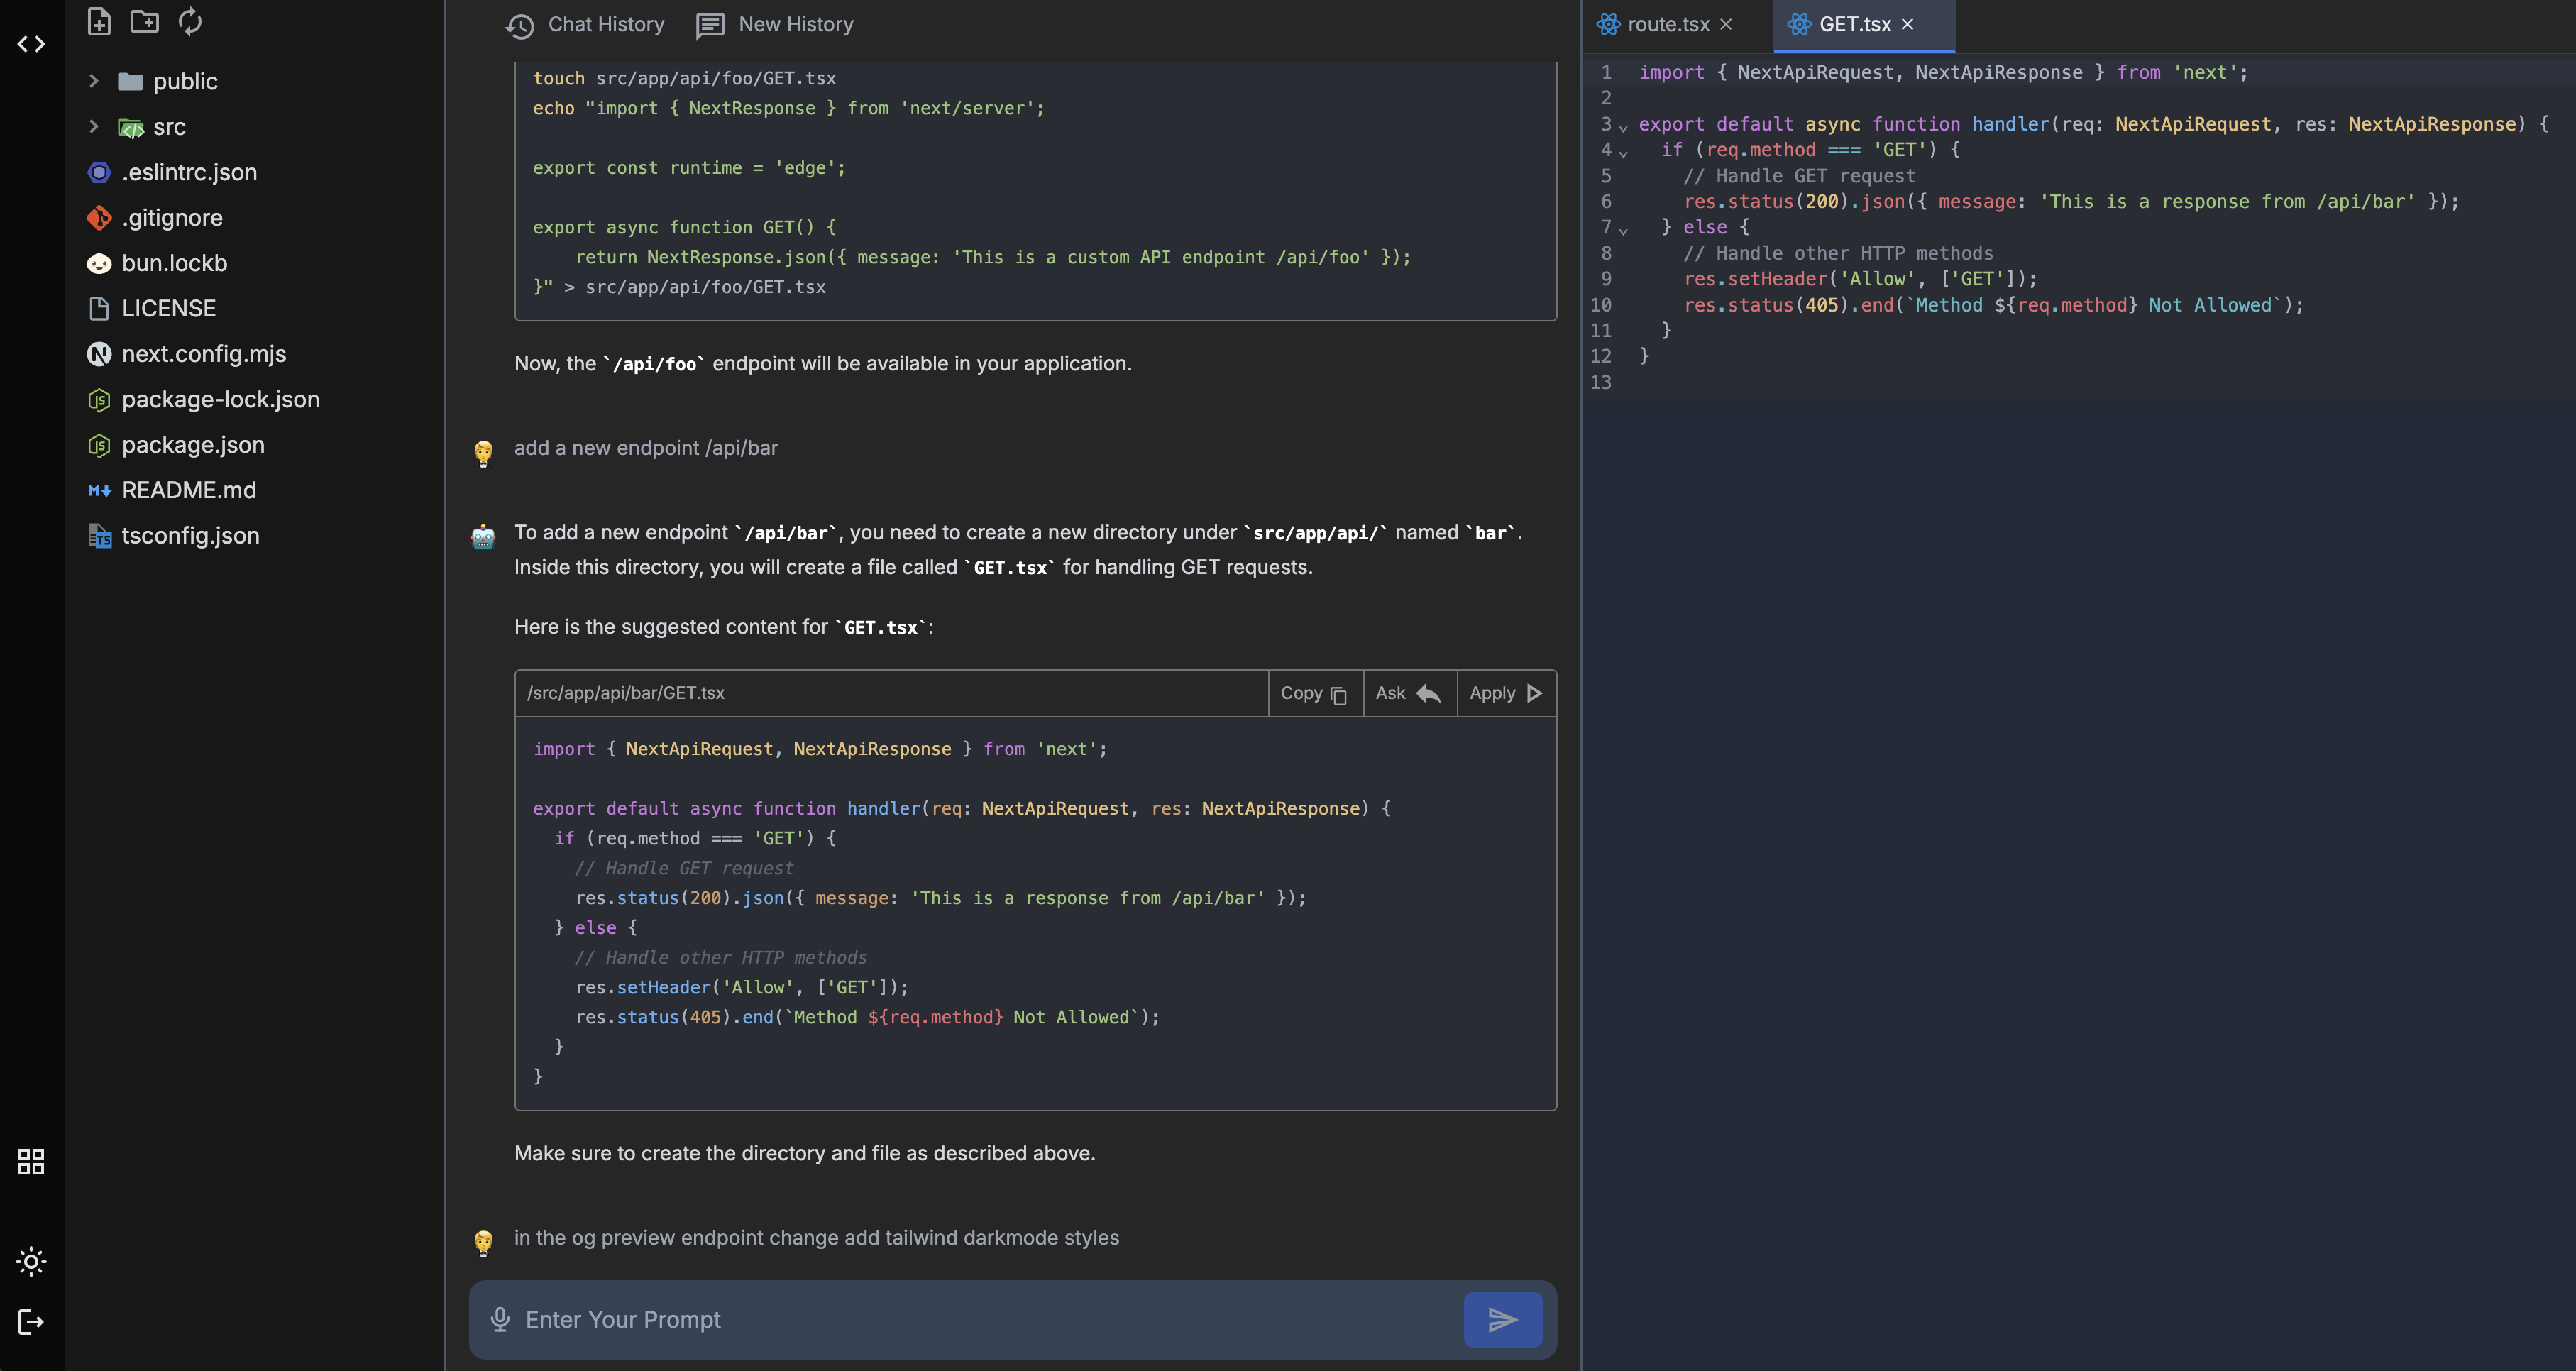 public
src
.eslintrc.json
.gitignore
bun.lockb
LICENSE
next.config.mjs
package-lock.json
package.json
README.md
tsconfig.json
Chat History
New History
touch src/app/api/foo/GET.tsx
echo "import { NextResponse } from 'next/server';
export const runtime = 'edge';
export async function GET() {
    return NextResponse.json({ message: 'This is a custom API endpoint /api/foo' });
}" > src/app/api/foo/GET.tsx
Now, the `/api/foo` endpoint will be available in your application.
add a new endpoint /api/bar
To add a new endpoint `/api/bar`, you need to create a new directory under `src/app/api/` named `bar`.
Inside this directory, you will create a file called `GET.tsx` for handling GET requests.
Here is the suggested content for `GET.tsx`:
/src/app/api/bar/GET.tsx
Copy
Ask
Apply
import { NextApiRequest, NextApiResponse } from 'next';
export default async function handler(req: NextApiRequest, res: NextApiResponse) {
  if (req.method === 'GET') {
    // Handle GET request
    res.status(200).json({ message: 'This is a response from /api/bar' });
  } else {
    // Handle other HTTP methods
    res.setHeader('Allow', ['GET']);
    res.status(405).end(`Method ${req.method} Not Allowed`);
  }
}
Make sure to create the directory and file as described above.
in the og preview endpoint change add tailwind darkmode styles
Enter Your Prompt
route.tsx
GET.tsx
1 import { NextApiRequest, NextApiResponse } from 'next';
2
3 export default async function handler(req: NextApiRequest, res: NextApiResponse) {
4   if (req.method === 'GET') {
5     // Handle GET request
6     res.status(200).json({ message: 'This is a response from /api/bar' });
7   } else {
8     // Handle other HTTP methods
9     res.setHeader('Allow', ['GET']);
10     res.status(405).end(`Method ${req.method} Not Allowed`);
11   }
12 }
13